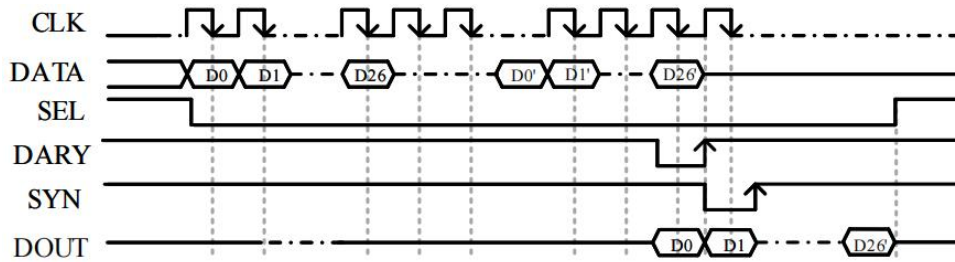 CLK
DATA D0 D1 D26 D0' D1' D26'
SEL
DARY
SYN
DOUT D0 D1 D26'